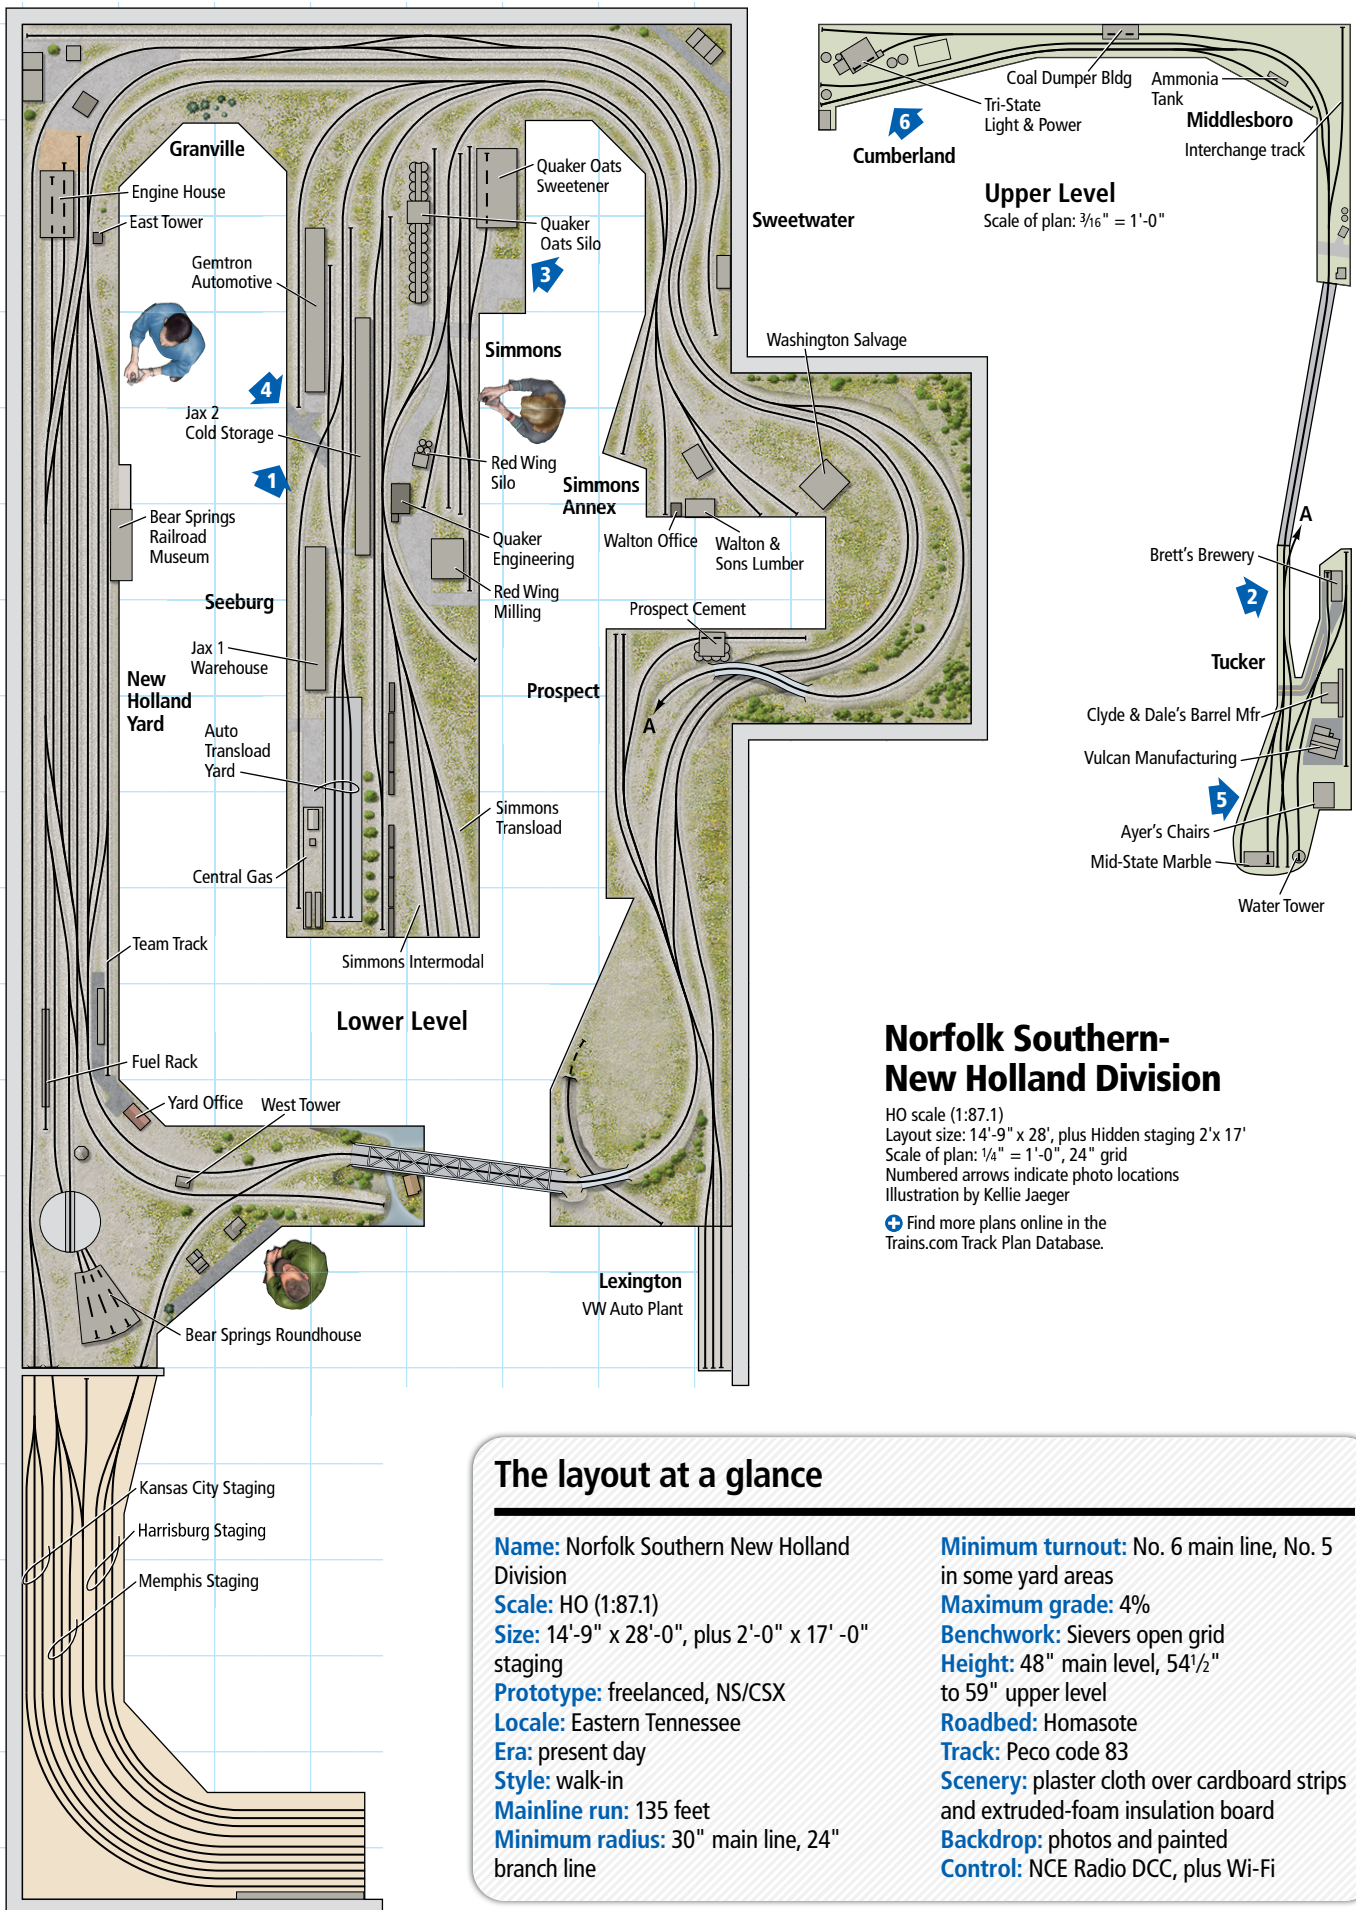 Granville
Engine House
East Tower
Gemtron
Automotive
Quaker Oats
Sweetener
Quaker
Oats Silo
3
Sweetwater
Coal Dumper Bldg
Ammonia
Tank
Tri-State
Light & Power
Middlesboro
6
Cumberland
Interchange track
Upper Level
Scale of plan: 3/16" = 1'-0"
Simmons
Washington Salvage
4
Jax 2
Cold Storage
1
Red Wing
Silo
Simmons
Annex
Bear Springs
Railroad
Museum
Quaker
Engineering
Walton Office
Walton &
Sons Lumber
A
Brett's Brewery
2
Seeburg
Red Wing
Milling
Prospect Cement
Jax 1
Warehouse
Tucker
New
Holland
Yard
Prospect
A
Clyde & Dale's Barrel Mfr
Auto
Transload
Yard
Vulcan Manufacturing
5
Simmons
Transload
Ayer's Chairs
Mid-State Marble
Central Gas
Water Tower
Team Track
Simmons Intermodal
Lower Level
Fuel Rack
Yard Office
West Tower
Norfolk Southern-
New Holland Division
HO scale (1:87.1)
Layout size: 14'-9" x 28', plus Hidden staging 2'x 17'
Scale of plan: 1/4" = 1'-0", 24" grid
Numbered arrows indicate photo locations
Illustration by Kellie Jaeger
Find more plans online in the
Trains.com Track Plan Database.
Lexington
VW Auto Plant
Bear Springs Roundhouse
Kansas City Staging
Harrisburg Staging
Memphis Staging
The layout at a glance
Name: Norfolk Southern New Holland
Division
Scale: HO (1:87.1)
Size: 14'-9" x 28'-0", plus 2'-0" x 17' -0"
staging
Prototype: freelanced, NS/CSX
Locale: Eastern Tennessee
Era: present day
Style: walk-in
Mainline run: 135 feet
Minimum radius: 30" main line, 24"
branch line
Minimum turnout: No. 6 main line, No. 5
in some yard areas
Maximum grade: 4%
Benchwork: Sievers open grid
Height: 48" main level, 541/2"
to 59" upper level
Roadbed: Homasote
Track: Peco code 83
Scenery: plaster cloth over cardboard strips
and extruded-foam insulation board
Backdrop: photos and painted
Control: NCE Radio DCC, plus Wi-Fi